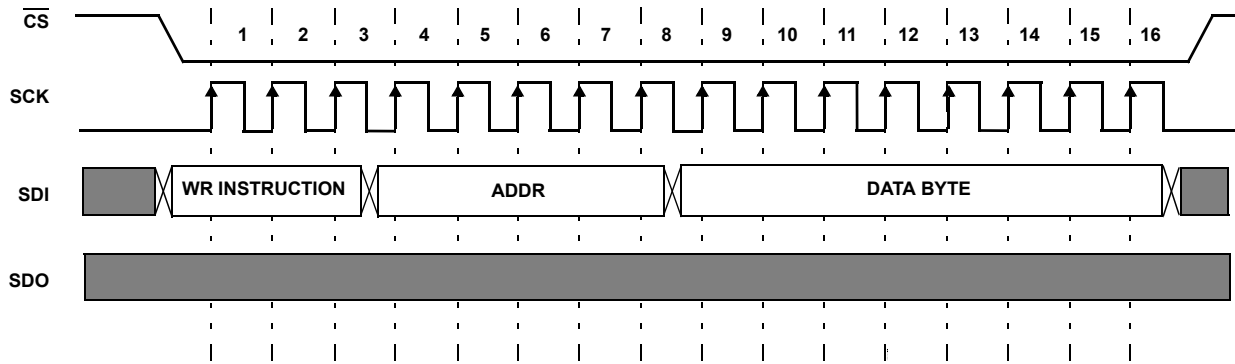 CS
1 2 3 4 5 6 7 8 9 10 11 12 13 14 15 16
SCK
SDI WR INSTRUCTION ADDR DATA BYTE
SDO